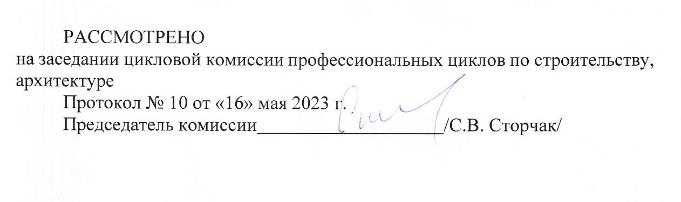 РАССМОТРЕНО
на заседании цикловой комиссии профессиональных циклов по строительству,
архитектуре
Протокол № 10 от «16» мая 2023 г.
Председатель комиссии____________________/С.В. Сторчак/